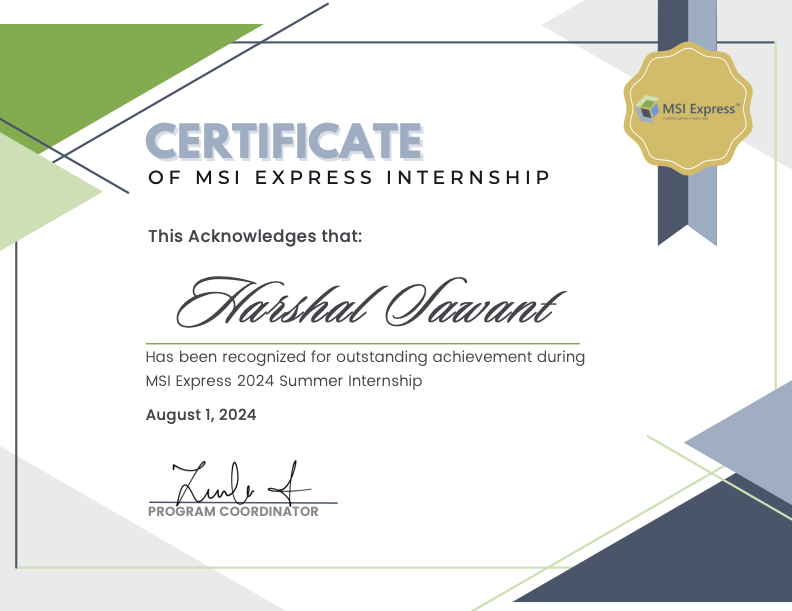 MSI Express™
CERTIFICATE
OF MSI EXPRESS INTERNSHIP
This Acknowledges that:
Harshal Sawant
Has been recognized for outstanding achievement during
MSI Express 2024 Summer Internship
August 1, 2024
PROGRAM COORDINATOR